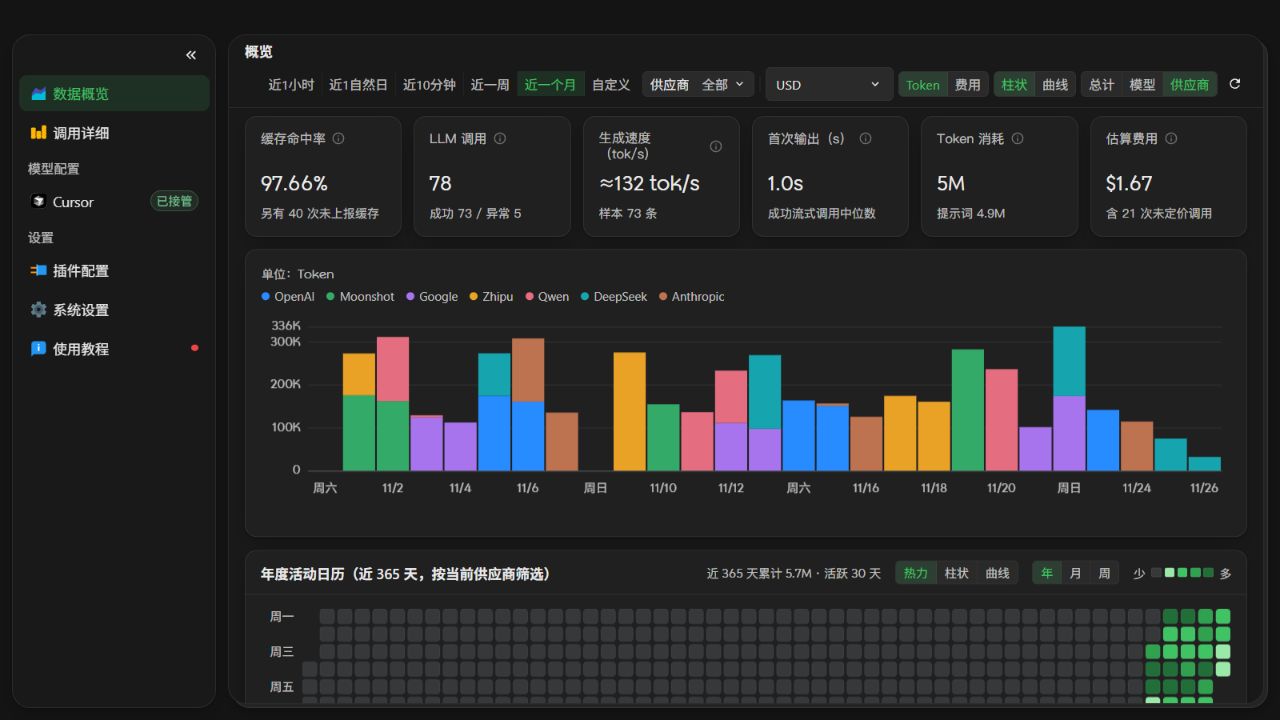 «
数据概览
调用详细
模型配置
Cursor 已接管
设置
插件配置
系统设置
使用教程
概览
近1小时 近1自然日 近10分钟 近一周 近一个月 自定义 供应商 全部 USD Token 费用 柱状 曲线 总计 模型 供应商
缓存命中率
97.66%
另有 40 次未上报缓存
LLM 调用
78
成功 73 / 异常 5
生成速度
(tok/s)
≈132 tok/s
样本 73 条
首次输出（s）
1.0s
成功流式调用中位数
Token 消耗
5M
提示词 4.9M
估算费用
$1.67
含 21 次未定价调用
单位：Token
OpenAI Moonshot Google Zhipu Qwen DeepSeek Anthropic
336K
300K
200K
100K
0
周六 11/2 11/4 11/6 周日 11/10 11/12 周六 11/16 11/18 11/20 周日 11/24 11/26
年度活动日历（近 365 天，按当前供应商筛选） 近 365 天累计 5.7M · 活跃 30 天 热力 柱状 曲线 年 月 周 少 多
周一
周三
周五